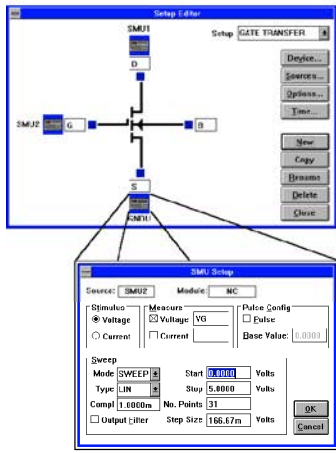 Setup Editor
SMU1
Setup GATE TRANSFER
D
Device...
Sources...
Options...
Time...
SMU2 G B
New
Copy
Rename
Delete
Close
S
GNDU
SMU Setup
Source: SMU2 Module: NC
Stimulus Measure Pulse Config
Voltage Voltage VG Pulse
Current Current Base Value: 0.0000
Sweep
Mode SWEEP Start 0.0000 Volts
Type LIN Stop 5.0000 Volts
Compl 1.0000m No. Points 31
Output Filter Step Size 166.67m Volts
OK
Cancel